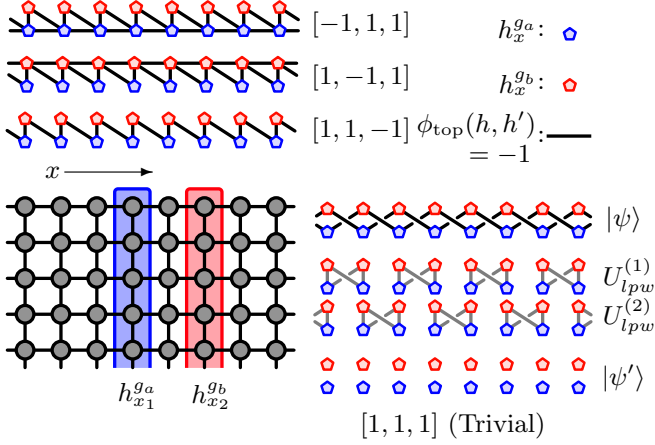 [-1, 1, 1]
h_x^{g_a}:
[1, -1, 1]
h_x^{g_b}:
[1, 1, -1]
ϕ_top(h, h′) = -1 :
x
|ψ⟩
U_{lpw}^{(1)}
U_{lpw}^{(2)}
|ψ′⟩
h_{x_1}^{g_a}
h_{x_2}^{g_b}
[1, 1, 1] (Trivial)